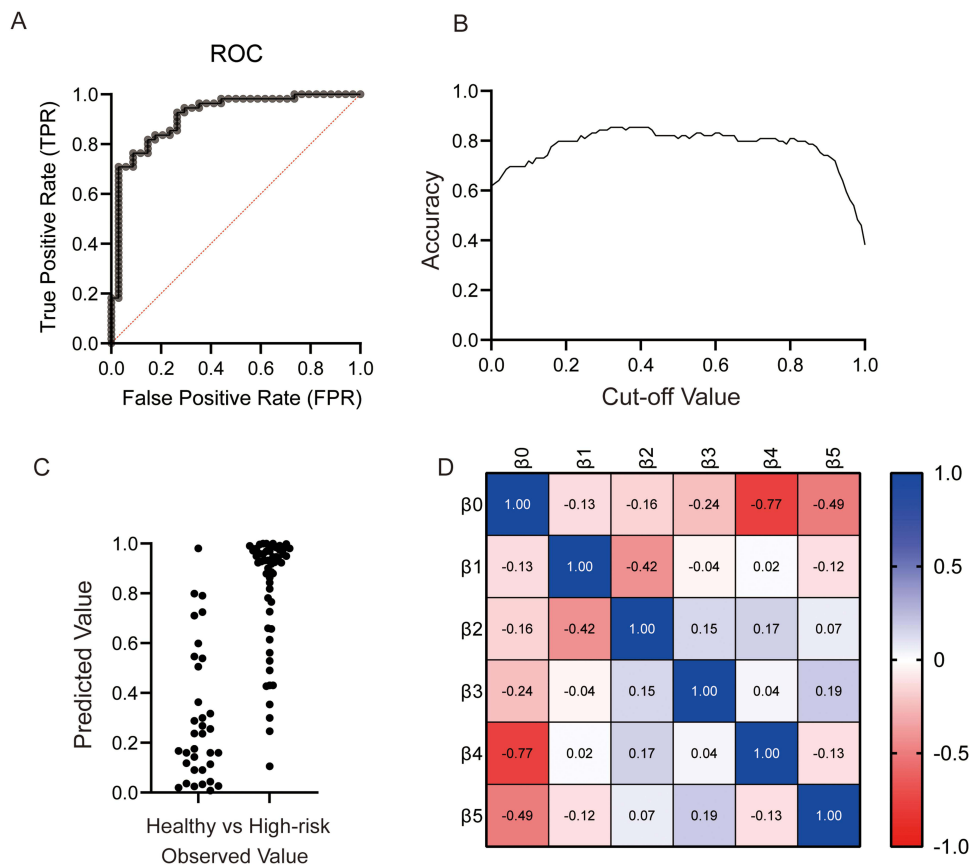 A
ROC
True Positive Rate (TPR)
1.0
0.8
0.6
0.4
0.2
0.0
0.0 0.2 0.4 0.6 0.8 1.0
False Positive Rate (FPR)
B
Accuracy
1.0
0.8
0.6
0.4
0.2
0.0
0.0 0.2 0.4 0.6 0.8 1.0
Cut-off Value
C
Predicted Value
1.0
0.8
0.6
0.4
0.2
0.0
Healthy vs High-risk
Observed Value
D
β0 β1 β2 β3 β4 β5
β0 1.00 -0.13 -0.16 -0.24 -0.77 -0.49
β1 -0.13 1.00 -0.42 -0.04 0.02 -0.12
β2 -0.16 -0.42 1.00 0.15 0.17 0.07
β3 -0.24 -0.04 0.15 1.00 0.04 0.19
β4 -0.77 0.02 0.17 0.04 1.00 -0.13
β5 -0.49 -0.12 0.07 0.19 -0.13 1.00
1.0
0.5
0
-0.5
-1.0